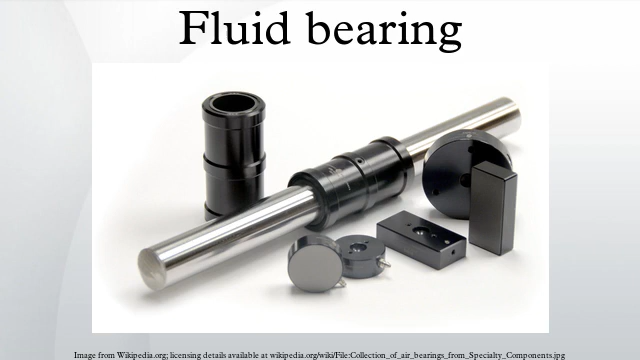 Fluid bearing
Image from Wikipedia.org; licensing details available at wikipedia.org/wiki/File:Collection_of_air_bearings_from_Specialty_Components.jpg